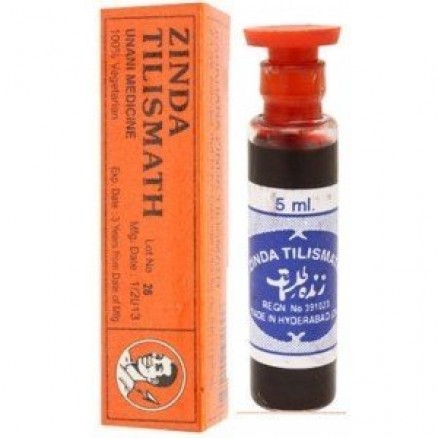 ZINDA
TILISMATH
UNANI MEDICINE
100% Vegetarian
Lot No 26
Mfg. Date : 1/2013
Exp. Date : 3 Years from Date of Mfg.
5 ml.
ZINDA TILISMAT
زندہ طلسمات
REGN. No 391023
MADE IN HYDERABAD